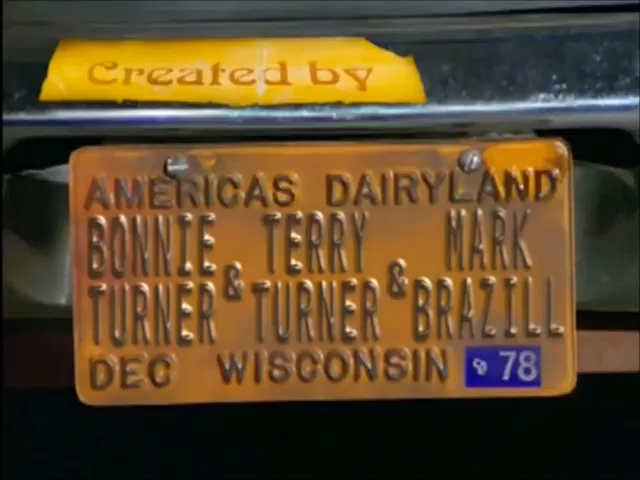 Created by
AMERICAS DAIRYLAND
BONNIE TERRY MARK
TURNER & TURNER & BRAZILL
DEC WISCONSIN 78